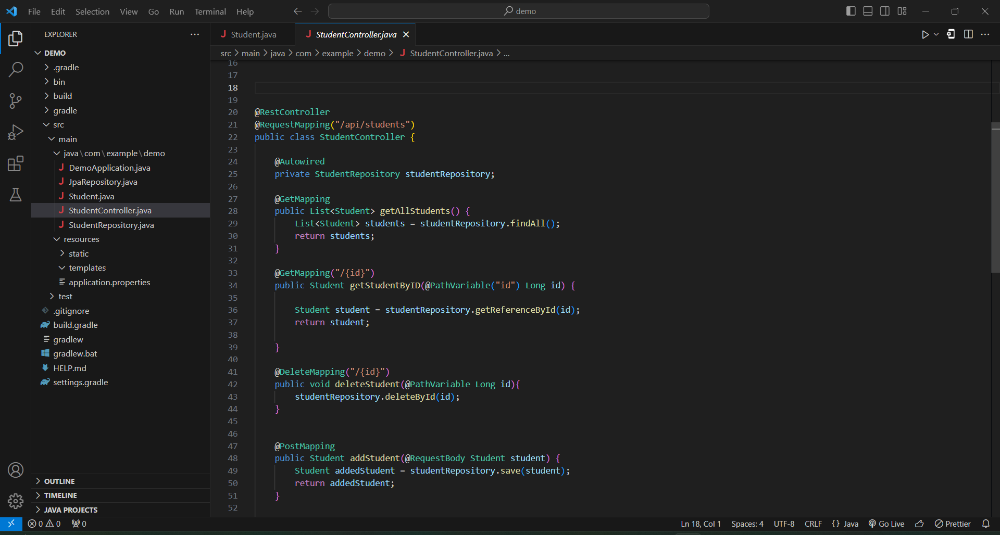 File Edit Selection View Go Run Terminal Help
demo
EXPLORER
Student.java
StudentController.java
src > main > java > com > example > demo > StudentController.java > ...
DEMO
.gradle
bin
build
gradle
src
main
java\com\example\demo
DemoApplication.java
JpaRepository.java
Student.java
StudentController.java
StudentRepository.java
resources
static
templates
application.properties
test
.gitignore
build.gradle
gradlew
gradlew.bat
HELP.md
settings.gradle
OUTLINE
TIMELINE
JAVA PROJECTS
16
17
18
19
20 @RestController
21 @RequestMapping("/api/students")
22 public class StudentController {
23
24 @Autowired
25 private StudentRepository studentRepository;
26
27 @GetMapping
28 public List<Student> getAllStudents() {
29 List<Student> students = studentRepository.findAll();
30 return students;
31 }
32
33 @GetMapping("/{id}")
34 public Student getStudentByID(@PathVariable("id") Long id) {
35
36 Student student = studentRepository.getReferenceById(id);
37 return student;
38
39 }
40
41 @DeleteMapping("/{id}")
42 public void deleteStudent(@PathVariable Long id){
43 studentRepository.deleteById(id);
44 }
45
46
47 @PostMapping
48 public Student addStudent(@RequestBody Student student) {
49 Student addedStudent = studentRepository.save(student);
50 return addedStudent;
51 }
52
0 0 0
Ln 18, Col 1 Spaces: 4 UTF-8 CRLF {} Java Go Live Prettier